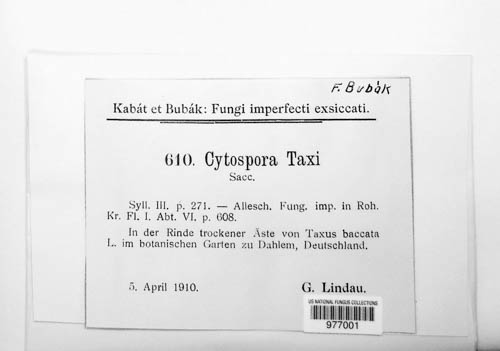 F. Bubák
Kabát et Bubák: Fungi imperfecti exsiccati.
610. Cytospora Taxi
Sacc.
Syll. III. p. 271. — Allesch. Fung. imp. in Rbh.
Kr. Fl. I. Abt. VI. p. 608.
In der Rinde trockener Äste von Taxus baccata
L. im botanischen Garten zu Dahlem, Deutschland.
5. April 1910. G. Lindau.
US NATIONAL FUNGUS COLLECTIONS
977001